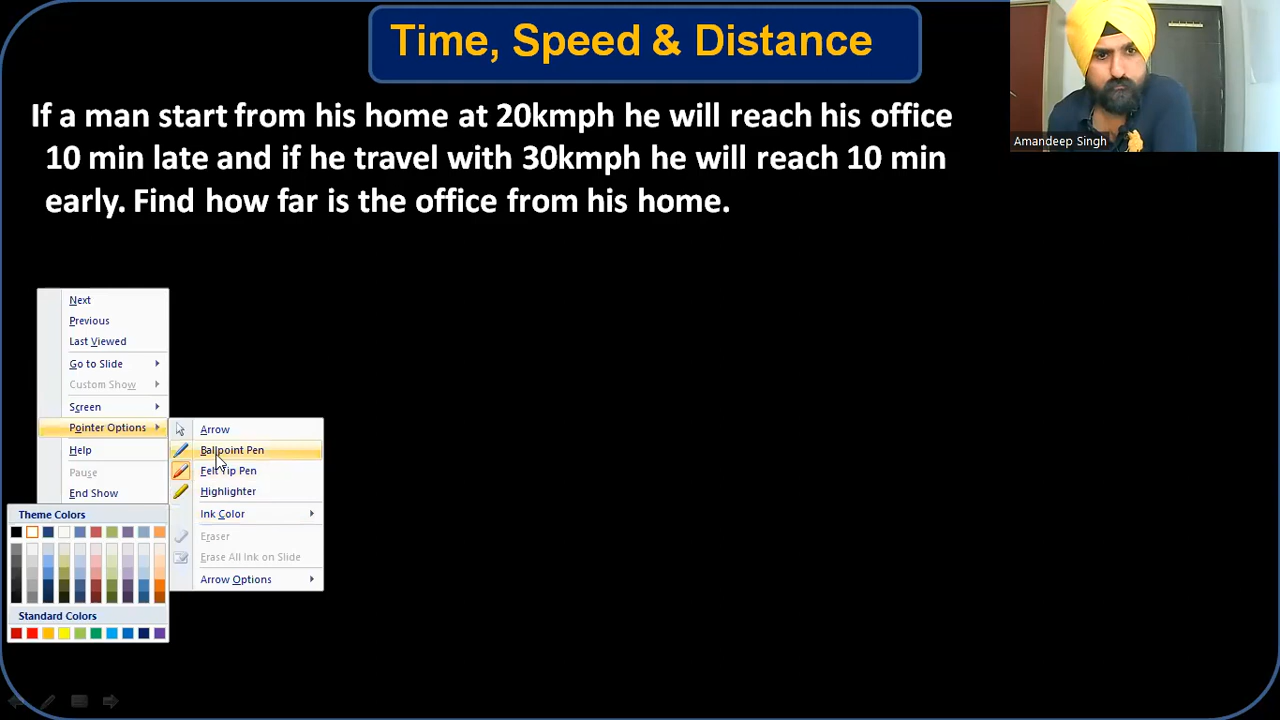 Time, Speed & Distance
Amandeep Singh
If a man start from his home at 20kmph he will reach his office
10 min late and if he travel with 30kmph he will reach 10 min
early. Find how far is the office from his home.
Next
Previous
Last Viewed
Go to Slide
Custom Show
Screen
Pointer Options
Help
Pause
End Show
Arrow
Ballpoint Pen
Felt Tip Pen
Highlighter
Ink Color
Eraser
Erase All Ink on Slide
Arrow Options
Theme Colors
Standard Colors